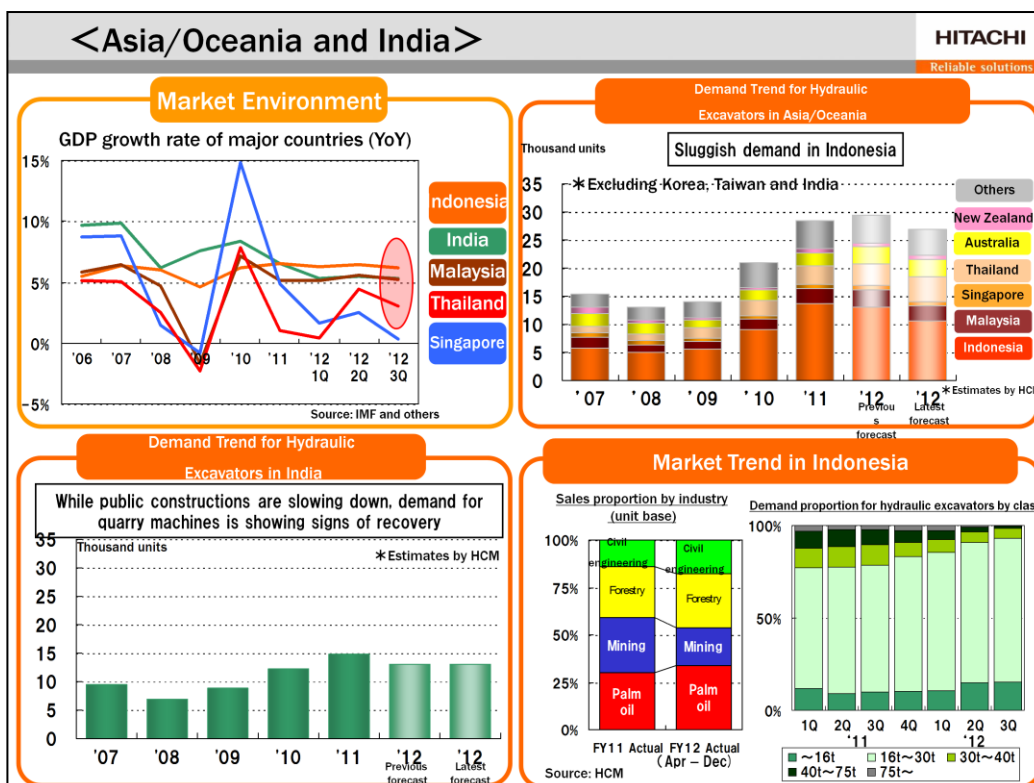 <Asia/Oceania and India>
HITACHI
Reliable solutions
Market Environment
GDP growth rate of major countries (YoY)
15%
10%
5%
0%
-5%
'06
'07
'08
'09
'10
'11
'12 1Q
'12 2Q
'12 3Q
ndonesia
India
Malaysia
Thailand
Singapore
Source: IMF and others
Demand Trend for Hydraulic
Excavators in Asia/Oceania
Thousand units
Sluggish demand in Indonesia
*Excluding Korea, Taiwan and India
35
30
25
20
15
10
5
0
'07
'08
'09
'10
'11
'12
'12
Previou
s
forecast
Latest
forecast
*Estimates by HCM
Others
New Zealand
Australia
Thailand
Singapore
Malaysia
Indonesia
Demand Trend for Hydraulic
Excavators in India
While public constructions are slowing down, demand for
quarry machines is showing signs of recovery
Thousand units
*Estimates by HCM
35
30
25
20
15
10
5
0
'07
'08
'09
'10
'11
'12
'12
Previous
forecast
Latest
forecast
Market Trend in Indonesia
Sales proportion by industry
(unit base)
100%
75%
50%
25%
0%
Civil
engineering
Forestry
Mining
Palm
oil
Civil
engineering
Forestry
Mining
Palm
oil
FY11 Actual
FY12 Actual
(Apr – Dec)
Source: HCM
Demand proportion for hydraulic excavators by clas
100%
50%
0%
1Q
2Q
3Q
4Q
1Q
2Q
3Q
'11
'12
~16t
16t~30t
30t~40t
40t~75t
75t~